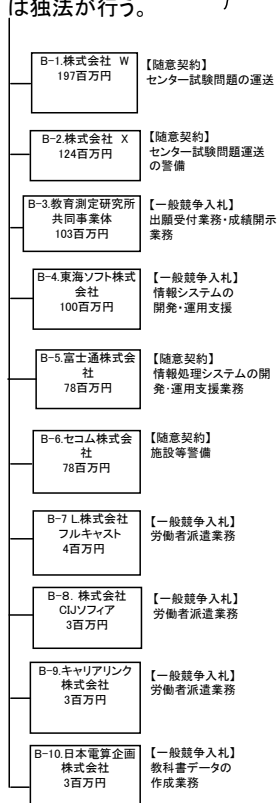 は独法が行う。
B-1.株式会社 W
197百万円
【随意契約】
センター試験問題の運送
B-2.株式会社 X
124百万円
【随意契約】
センター試験問題運送
の警備
B-3.教育測定研究所
共同事業体
103百万円
【一般競争入札】
出願受付業務・成績開示
業務
B-4.東海ソフト株式
会社
100百万円
【一般競争入札】
情報システムの
開発・運用支援
B-5.富士通株式会
社
78百万円
【随意契約】
情報処理システムの開
発・運用支援業務
B-6.セコム株式会
社
78百万円
【随意契約】
施設等警備
B-7 L.株式会社
フルキャスト
4百万円
【一般競争入札】
労働者派遣業務
B-8. 株式会社
CIJソフィア
3百万円
【一般競争入札】
労働者派遣業務
B-9.キャリアリンク
株式会社
3百万円
【一般競争入札】
労働者派遣業務
B-10.日本電算企画
株式会社
3百万円
【一般競争入札】
教科書データの
作成業務